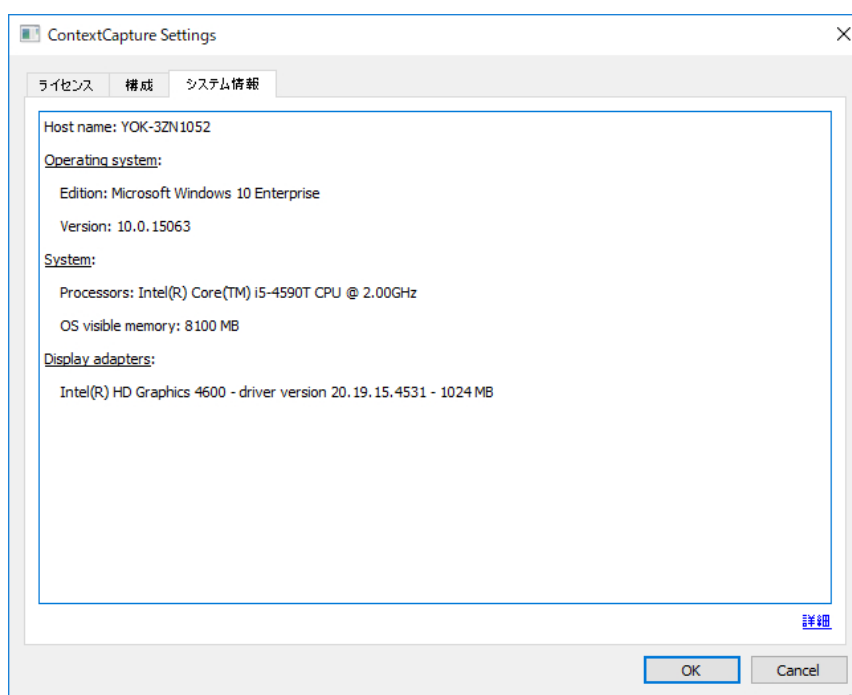 ContextCapture Settings
ライセンス 構成 システム情報
Host name: YOK-3ZN1052
Operating system:
Edition: Microsoft Windows 10 Enterprise
Version: 10.0.15063
System:
Processors: Intel(R) Core(TM) i5-4590T CPU @ 2.00GHz
OS visible memory: 8100 MB
Display adapters:
Intel(R) HD Graphics 4600 - driver version 20.19.15.4531 - 1024 MB
詳細
OK Cancel